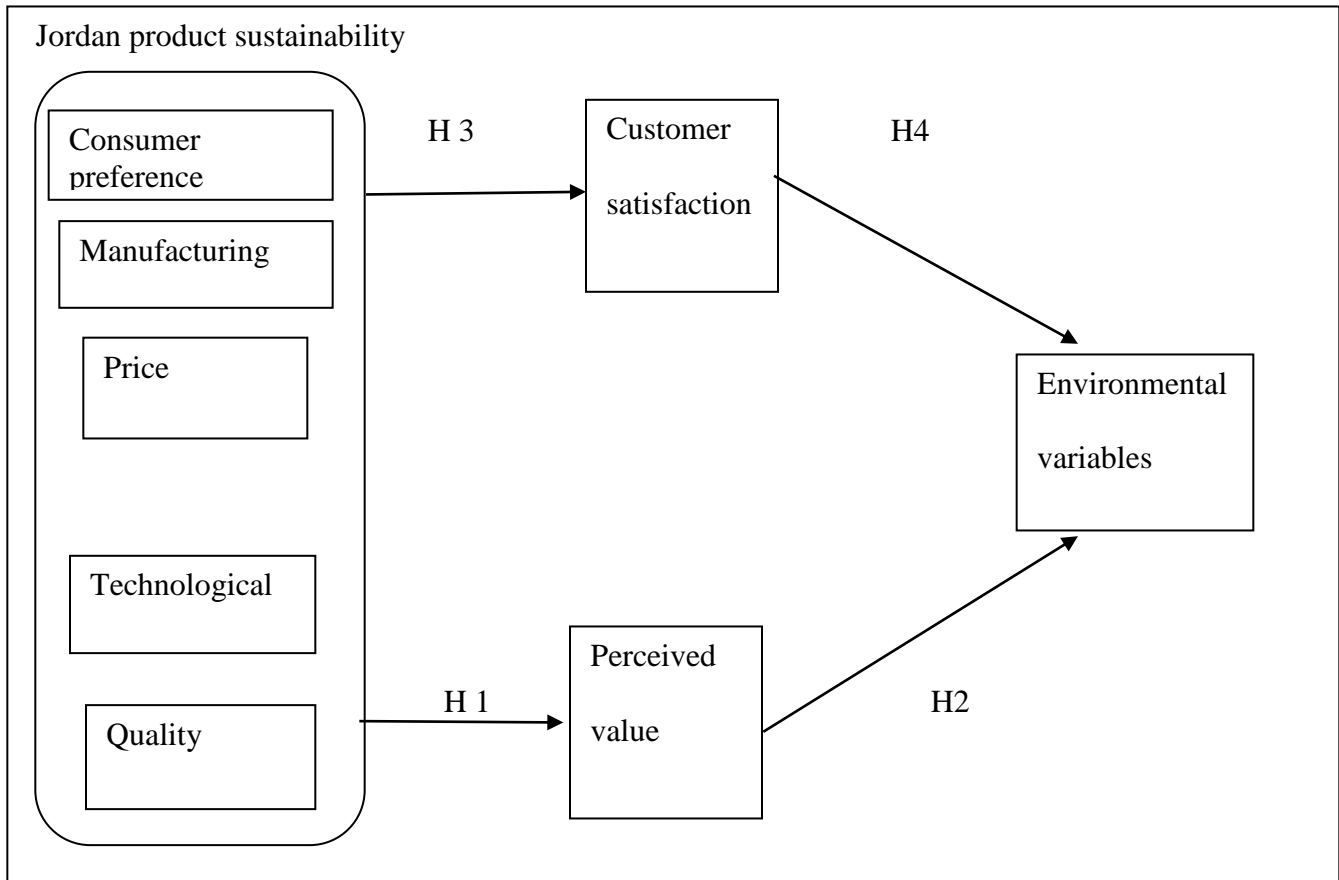 Jordan product sustainability
Consumer
preference
H 3
Customer
satisfaction
H4
Manufacturing
Price
Environmental
variables
Technological
Perceived
value
H 1
H2
Quality